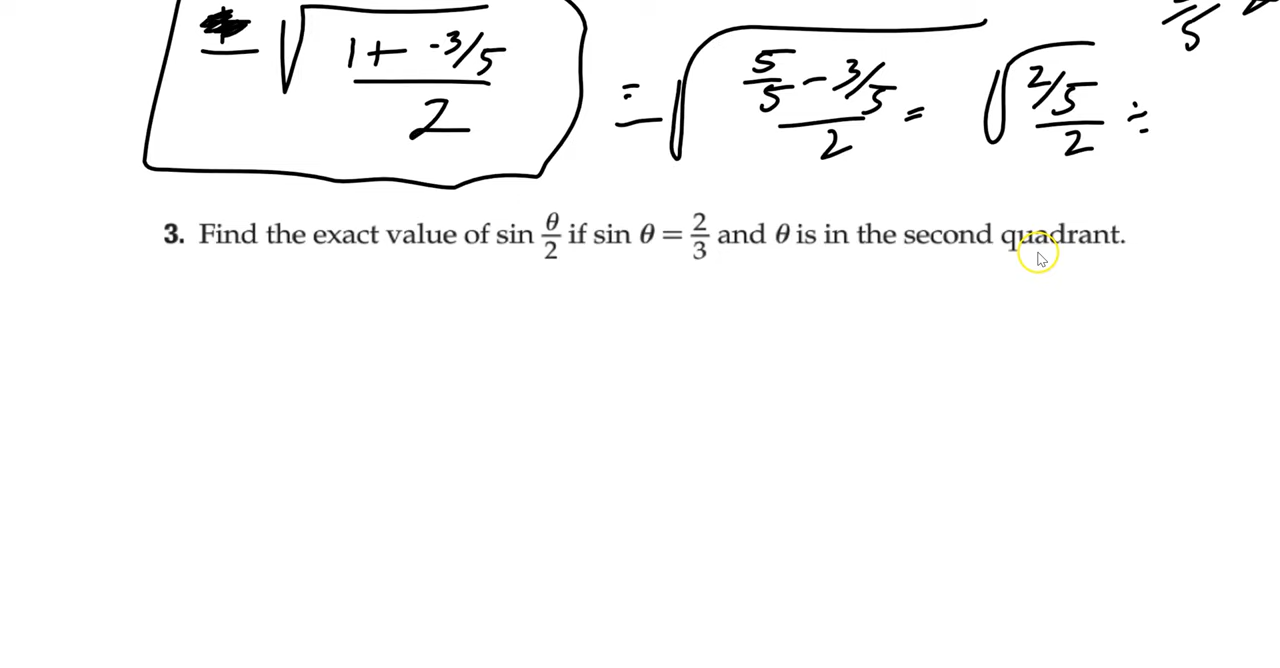 ± √((1 + -3/5)/2) = √((5/5 - 3/5)/2) = √((2/5)/2) ÷
3. Find the exact value of sin θ/2 if sin θ = 2/3 and θ is in the second quadrant.